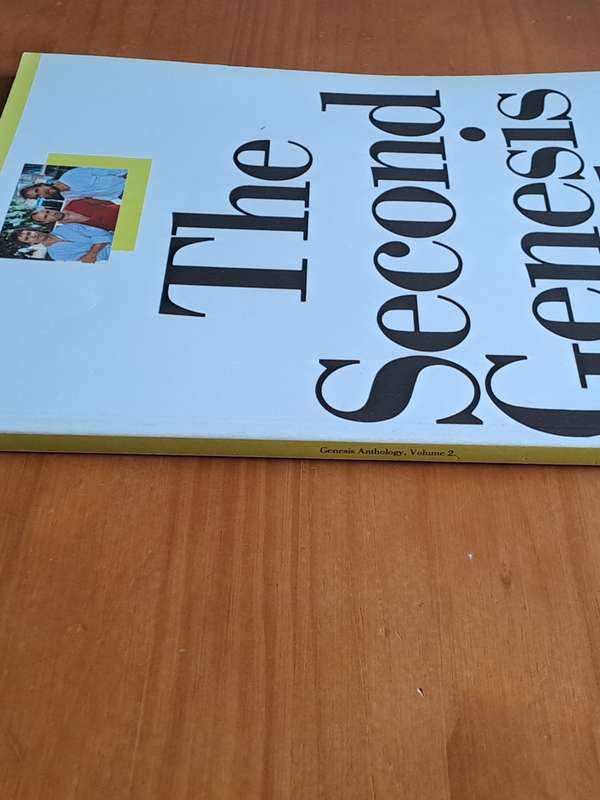 The
Second
Genesis
Genesis Anthology, Volume 2.